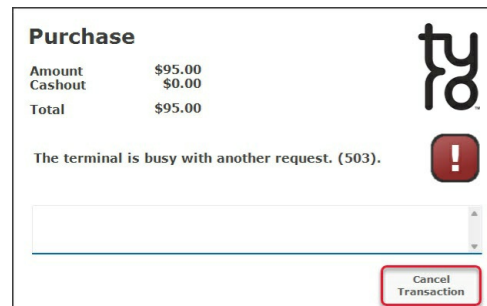 Purchase
tyro
Amount $95.00
Cashout $0.00
Total $95.00
The terminal is busy with another request. (503).
!
Cancel
Transaction